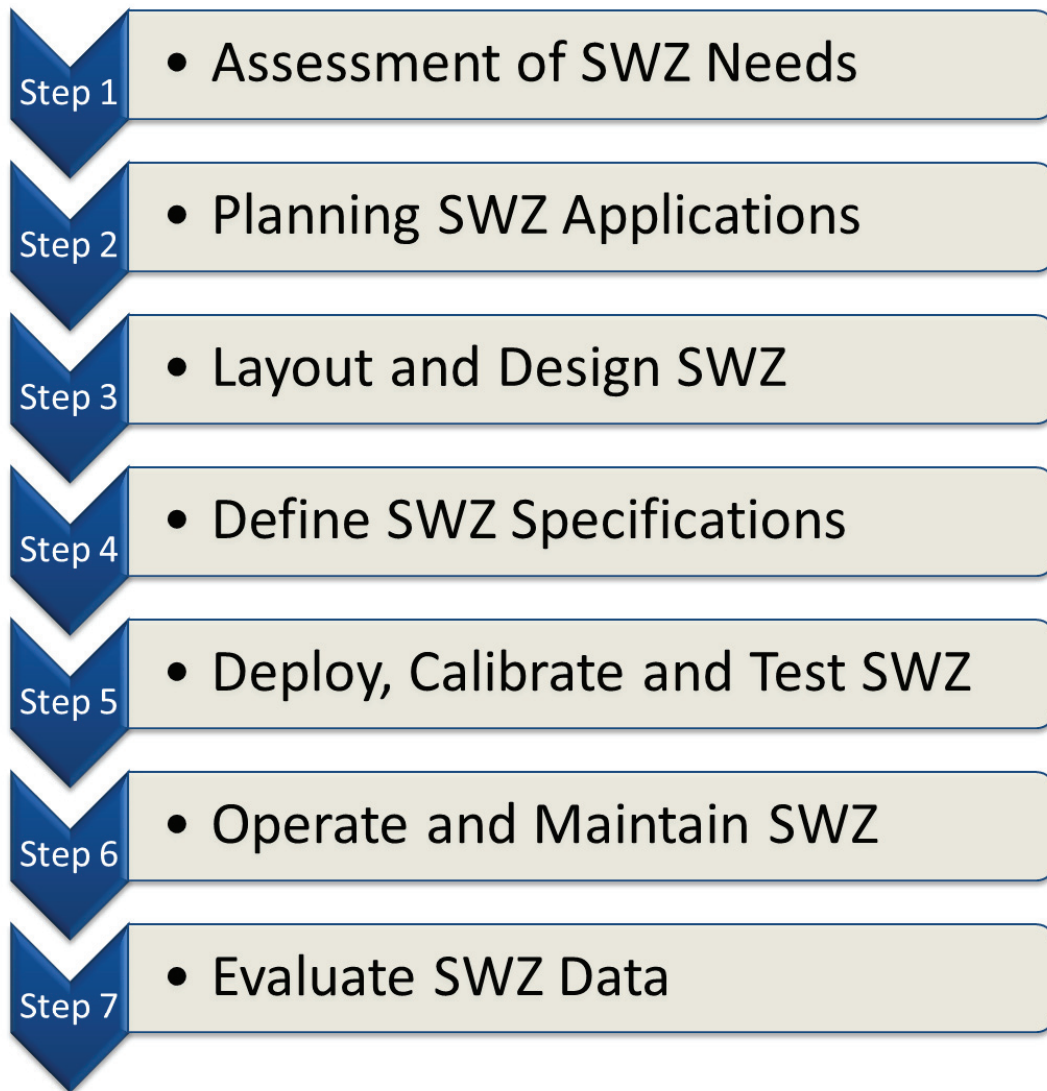 Step 1
• Assessment of SWZ Needs
Step 2
• Planning SWZ Applications
Step 3
• Layout and Design SWZ
Step 4
• Define SWZ Specifications
Step 5
• Deploy, Calibrate and Test SWZ
Step 6
• Operate and Maintain SWZ
Step 7
• Evaluate SWZ Data